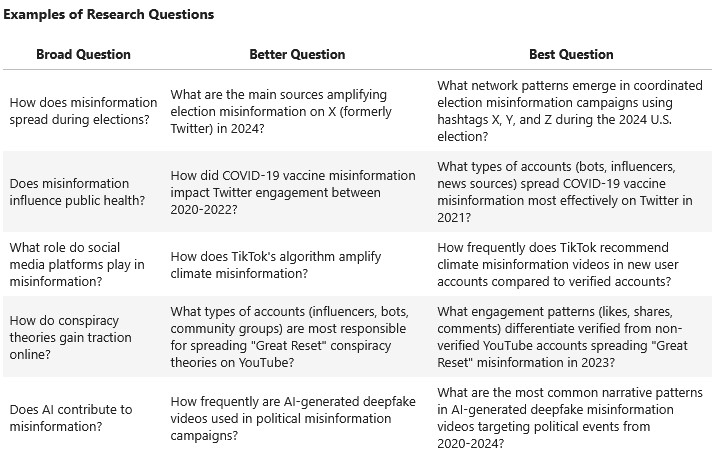 Examples of Research Questions
Broad Question
Better Question
Best Question
How does misinformation
spread during elections?
What are the main sources amplifying
election misinformation on X (formerly
Twitter) in 2024?
What network patterns emerge in coordinated
election misinformation campaigns using
hashtags X, Y, and Z during the 2024 U.S.
election?
Does misinformation
influence public health?
How did COVID-19 vaccine misinformation
impact Twitter engagement between
2020-2022?
What types of accounts (bots, influencers,
news sources) spread COVID-19 vaccine
misinformation most effectively on Twitter in
2021?
What role do social
media platforms play in
misinformation?
How does TikTok's algorithm amplify
climate misinformation?
How frequently does TikTok recommend
climate misinformation videos in new user
accounts compared to verified accounts?
How do conspiracy
theories gain traction
online?
What types of accounts (influencers, bots,
community groups) are most responsible
for spreading "Great Reset" conspiracy
theories on YouTube?
What engagement patterns (likes, shares,
comments) differentiate verified from non-
verified YouTube accounts spreading "Great
Reset" misinformation in 2023?
Does AI contribute to
misinformation?
How frequently are AI-generated deepfake
videos used in political misinformation
campaigns?
What are the most common narrative patterns
in AI-generated deepfake misinformation
videos targeting political events from
2020-2024?